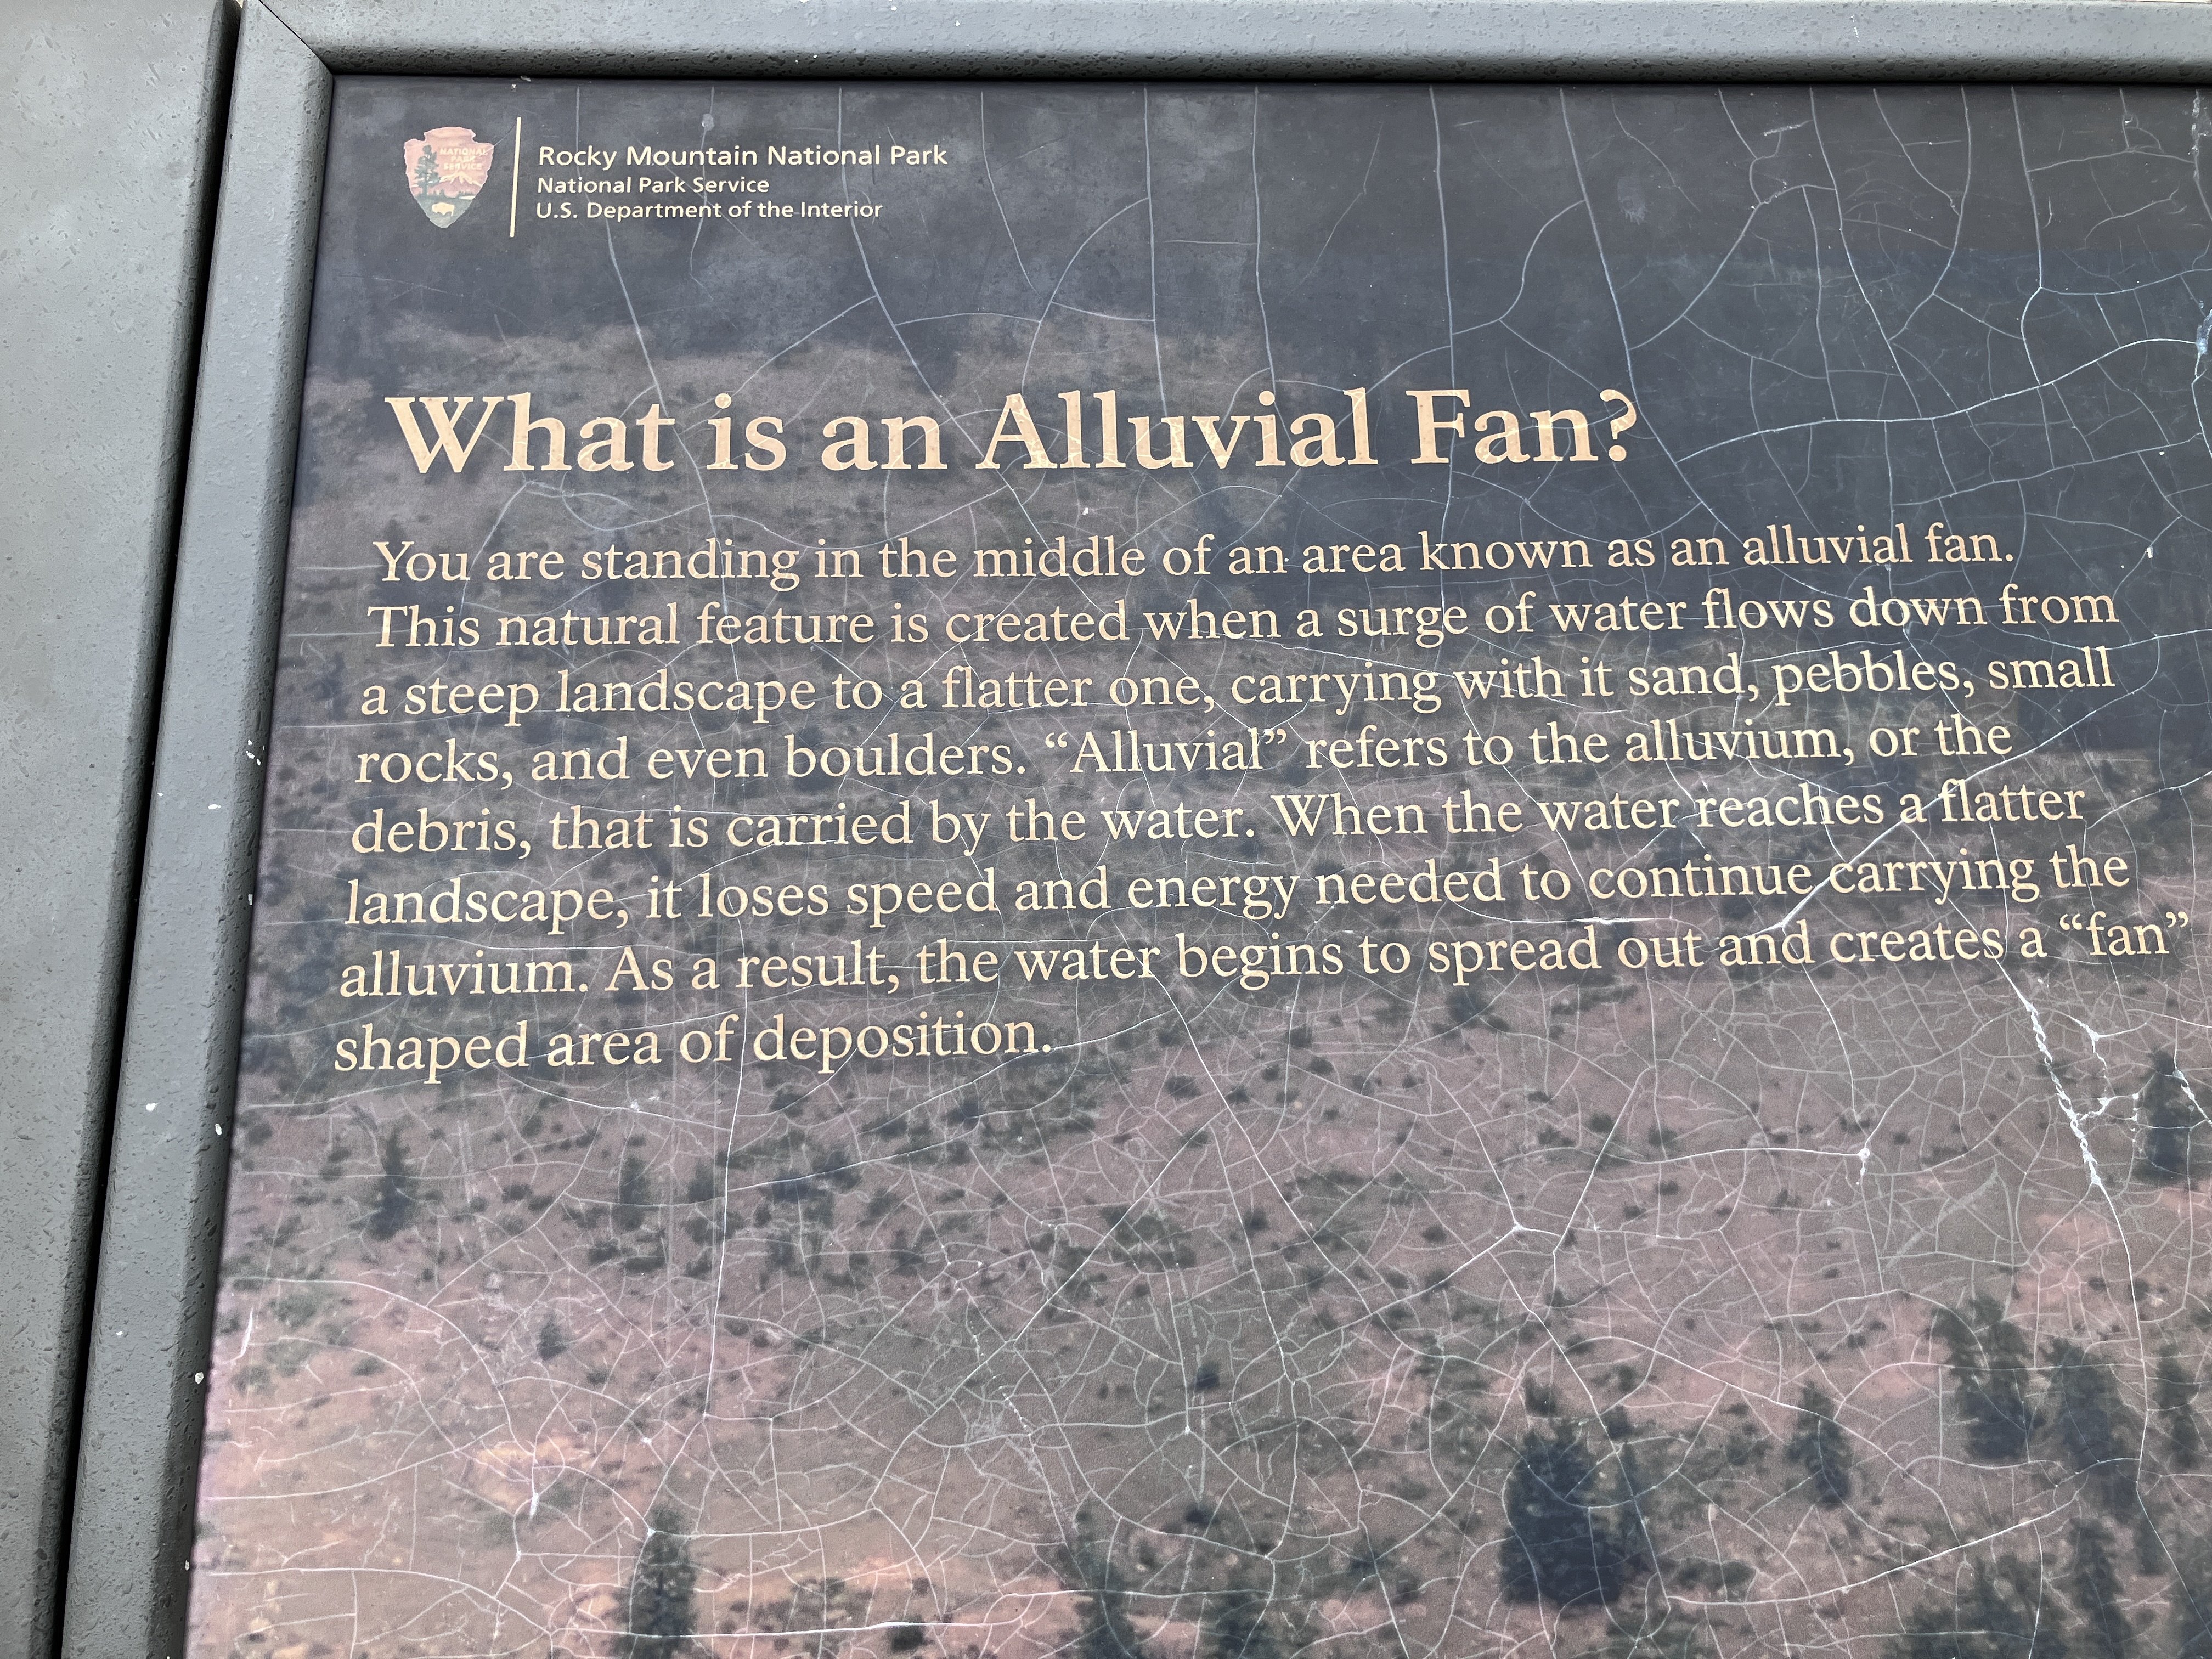 NATIONAL
PARK
SERVICE
Rocky Mountain National Park
National Park Service
U.S. Department of the Interior
What is an Alluvial Fan?
You are standing in the middle of an area known as an alluvial fan.
This natural feature is created when a surge of water flows down from
a steep landscape to a flatter one, carrying with it sand, pebbles, small
rocks, and even boulders. “Alluvial” refers to the alluvium, or the
debris, that is carried by the water. When the water reaches a flatter
landscape, it loses speed and energy needed to continue carrying the
alluvium. As a result, the water begins to spread out and creates a “fan”
shaped area of deposition.